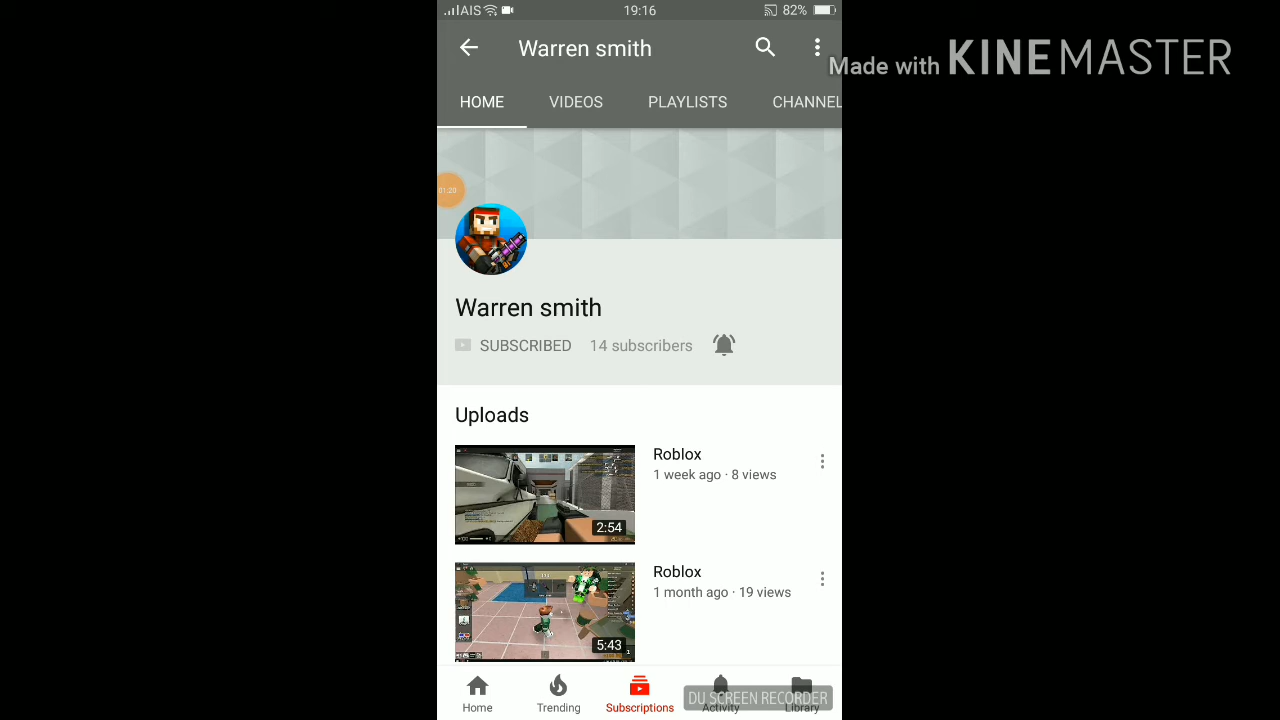 AIS 19:16 82%
Warren smith
Made with KINEMASTER
HOME VIDEOS PLAYLISTS CHANNEL
01:20
Warren smith
SUBSCRIBED 14 subscribers
Uploads
Roblox
1 week ago · 8 views
2:54
Roblox
1 month ago · 19 views
5:43
DU SCREEN RECORDER
Home Trending Subscriptions Activity Library